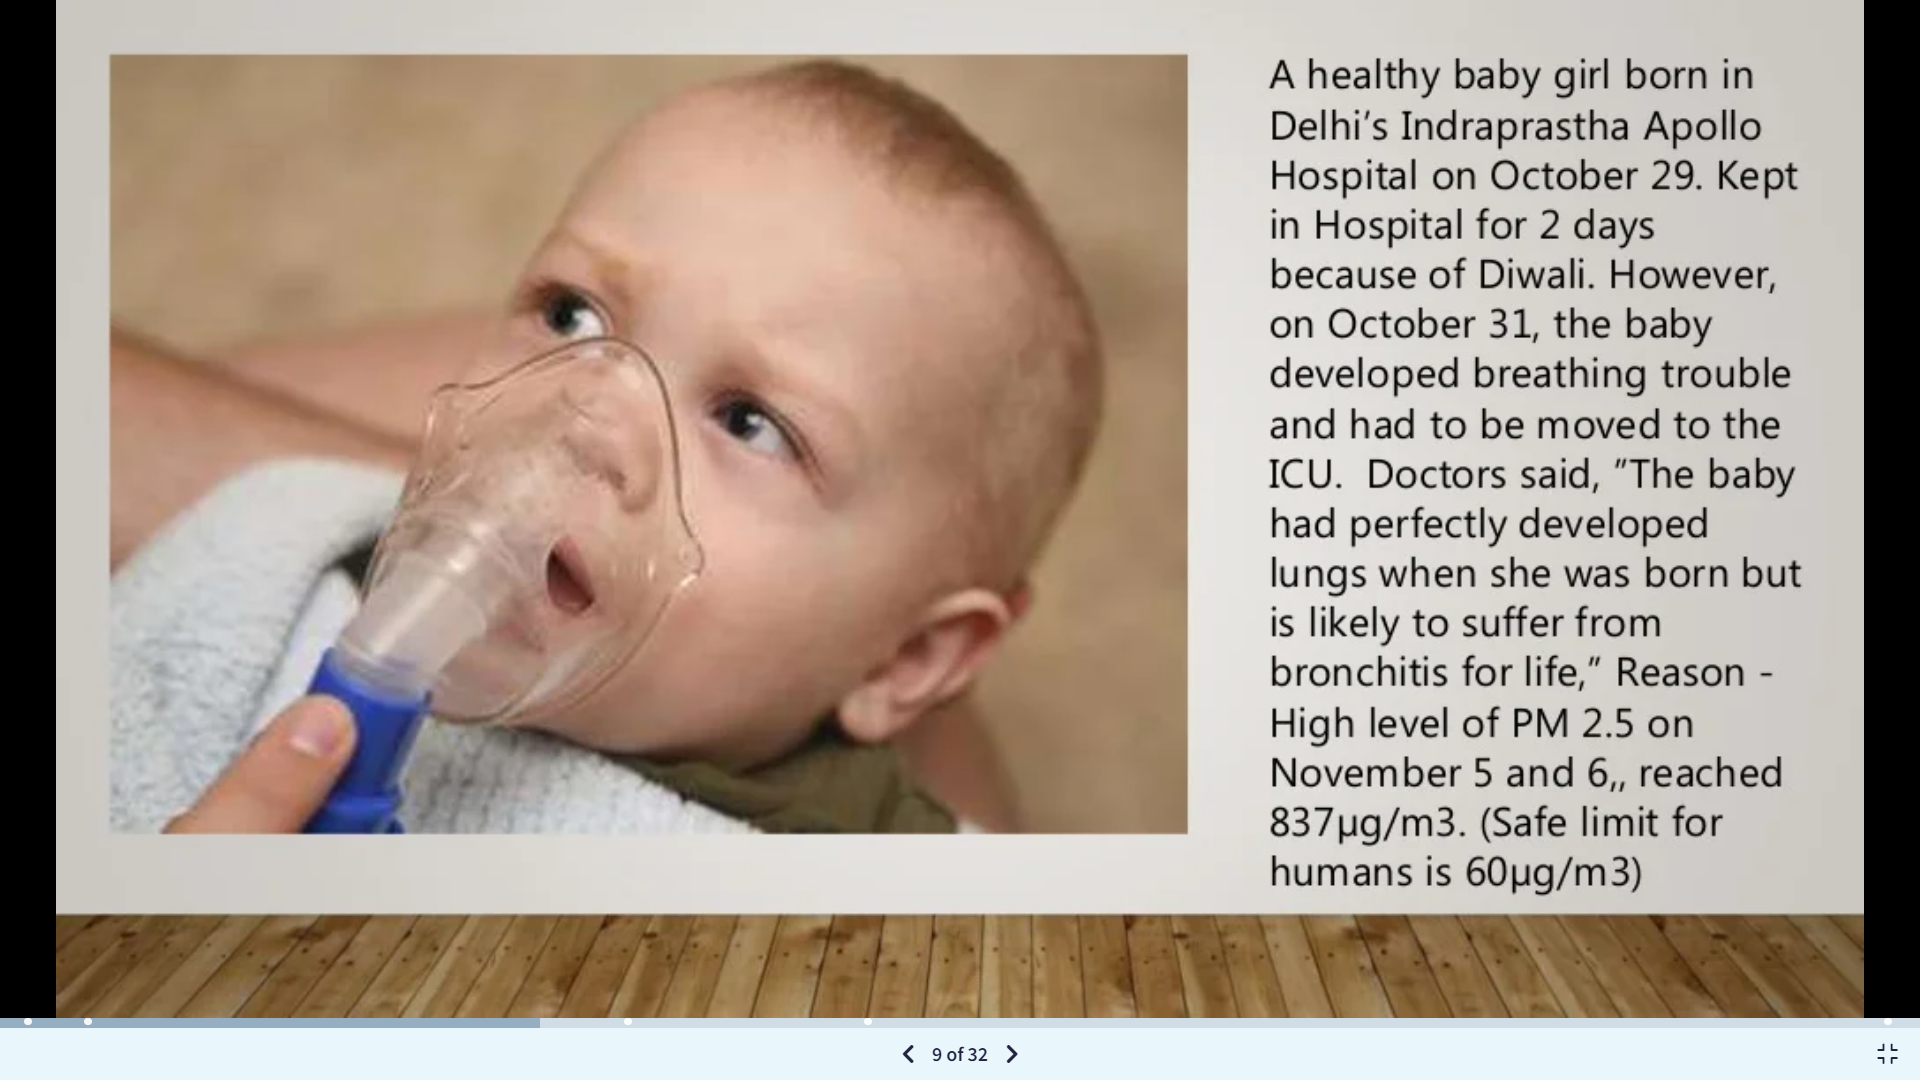 A healthy baby girl born in
Delhi’s Indraprastha Apollo
Hospital on October 29. Kept
in Hospital for 2 days
because of Diwali. However,
on October 31, the baby
developed breathing trouble
and had to be moved to the
ICU.  Doctors said, ”The baby
had perfectly developed
lungs when she was born but
is likely to suffer from
bronchitis for life,” Reason -
High level of PM 2.5 on
November 5 and 6,, reached
837µg/m3. (Safe limit for
humans is 60µg/m3)
9 of 32